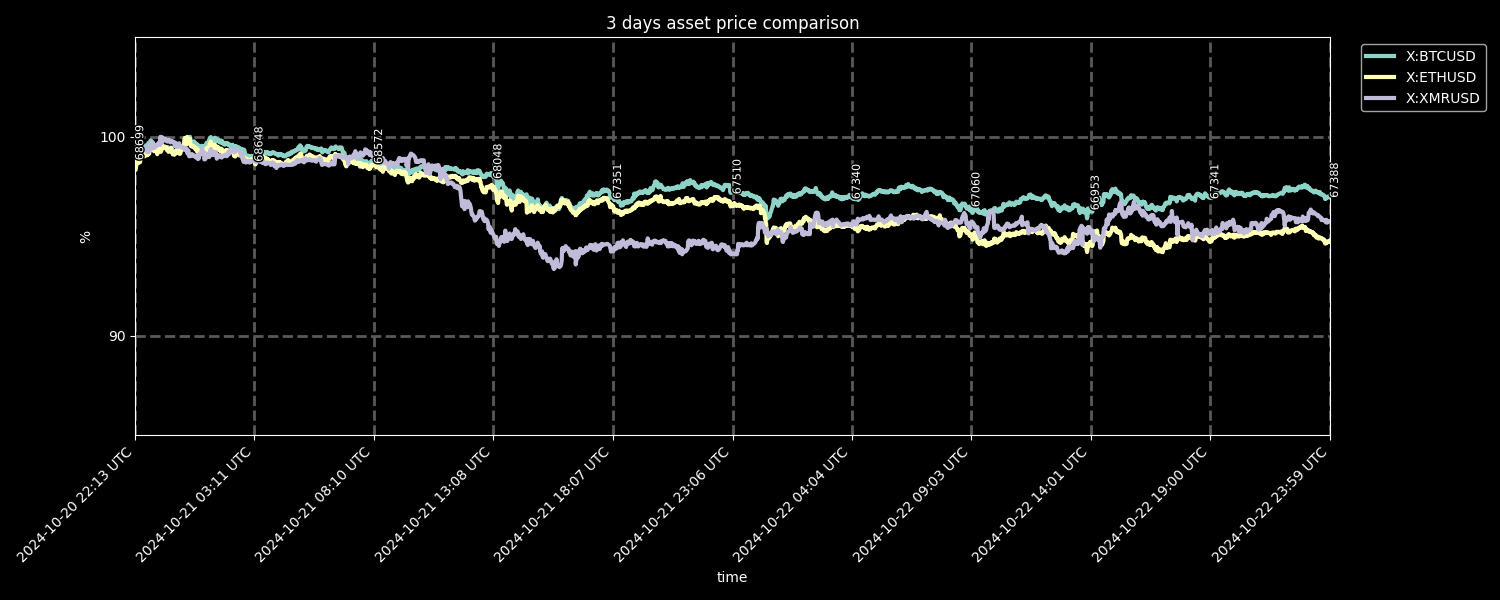 3 days asset price comparison
X:BTCUSD
X:ETHUSD
X:XMRUSD
100
90
%
68699
68648
68572
68048
67351
67510
67340
67060
66953
67341
67388
2024-10-20 22:13 UTC
2024-10-21 03:11 UTC
2024-10-21 08:10 UTC
2024-10-21 13:08 UTC
2024-10-21 18:07 UTC
2024-10-21 23:06 UTC
2024-10-22 04:04 UTC
2024-10-22 09:03 UTC
2024-10-22 14:01 UTC
2024-10-22 19:00 UTC
2024-10-22 23:59 UTC
time